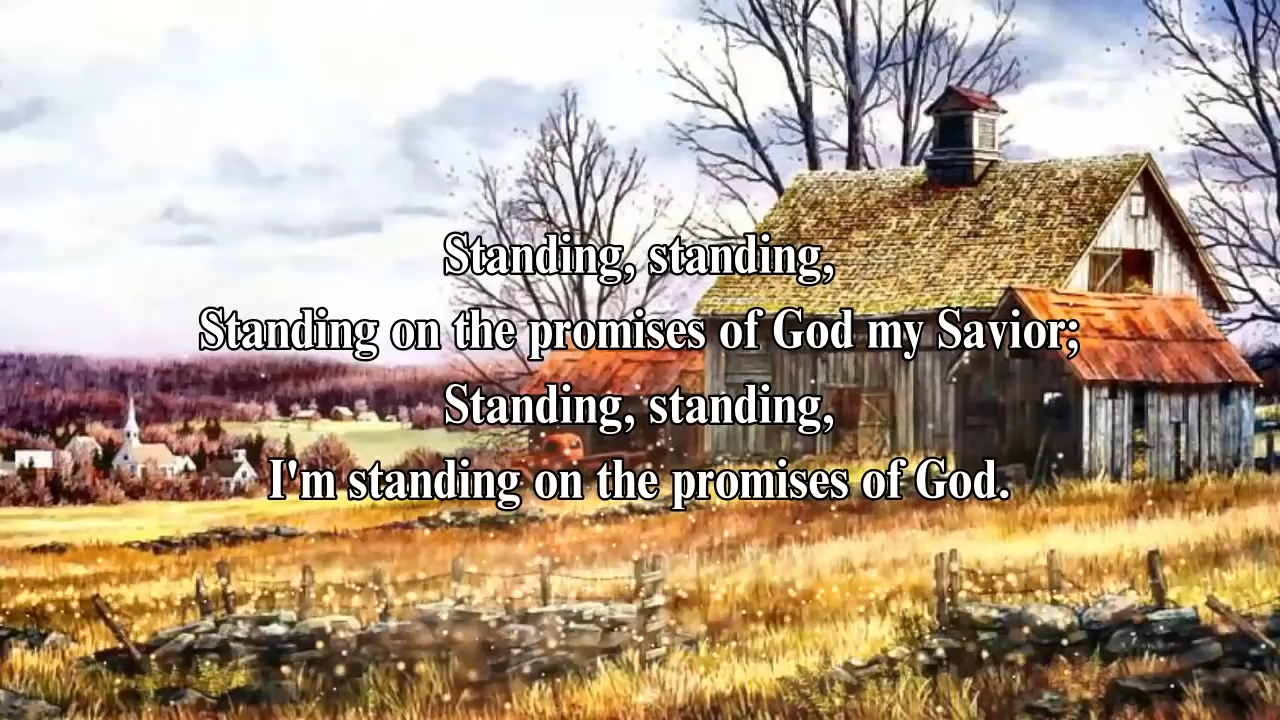 Standing, standing,
Standing on the promises of God my Savior;
Standing, standing,
I'm standing on the promises of God.